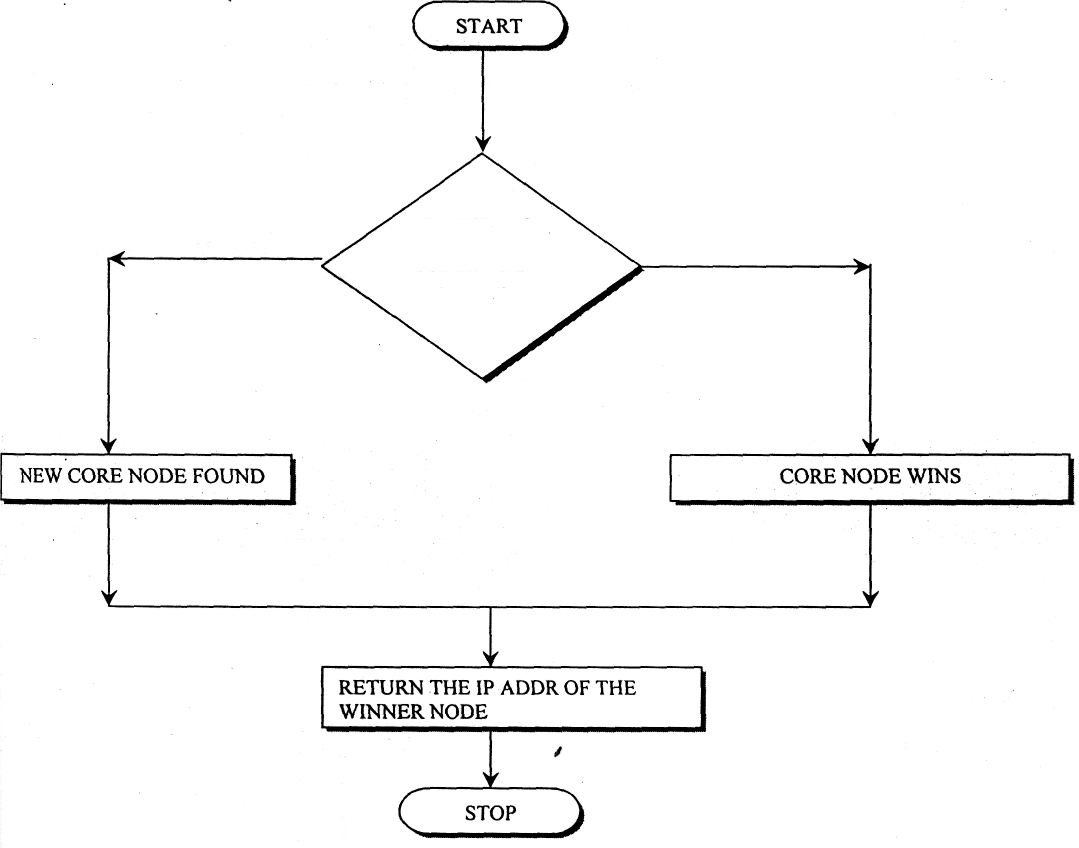 START
NEW CORE NODE FOUND
CORE NODE WINS
RETURN THE IP ADDR OF THE
WINNER NODE
STOP